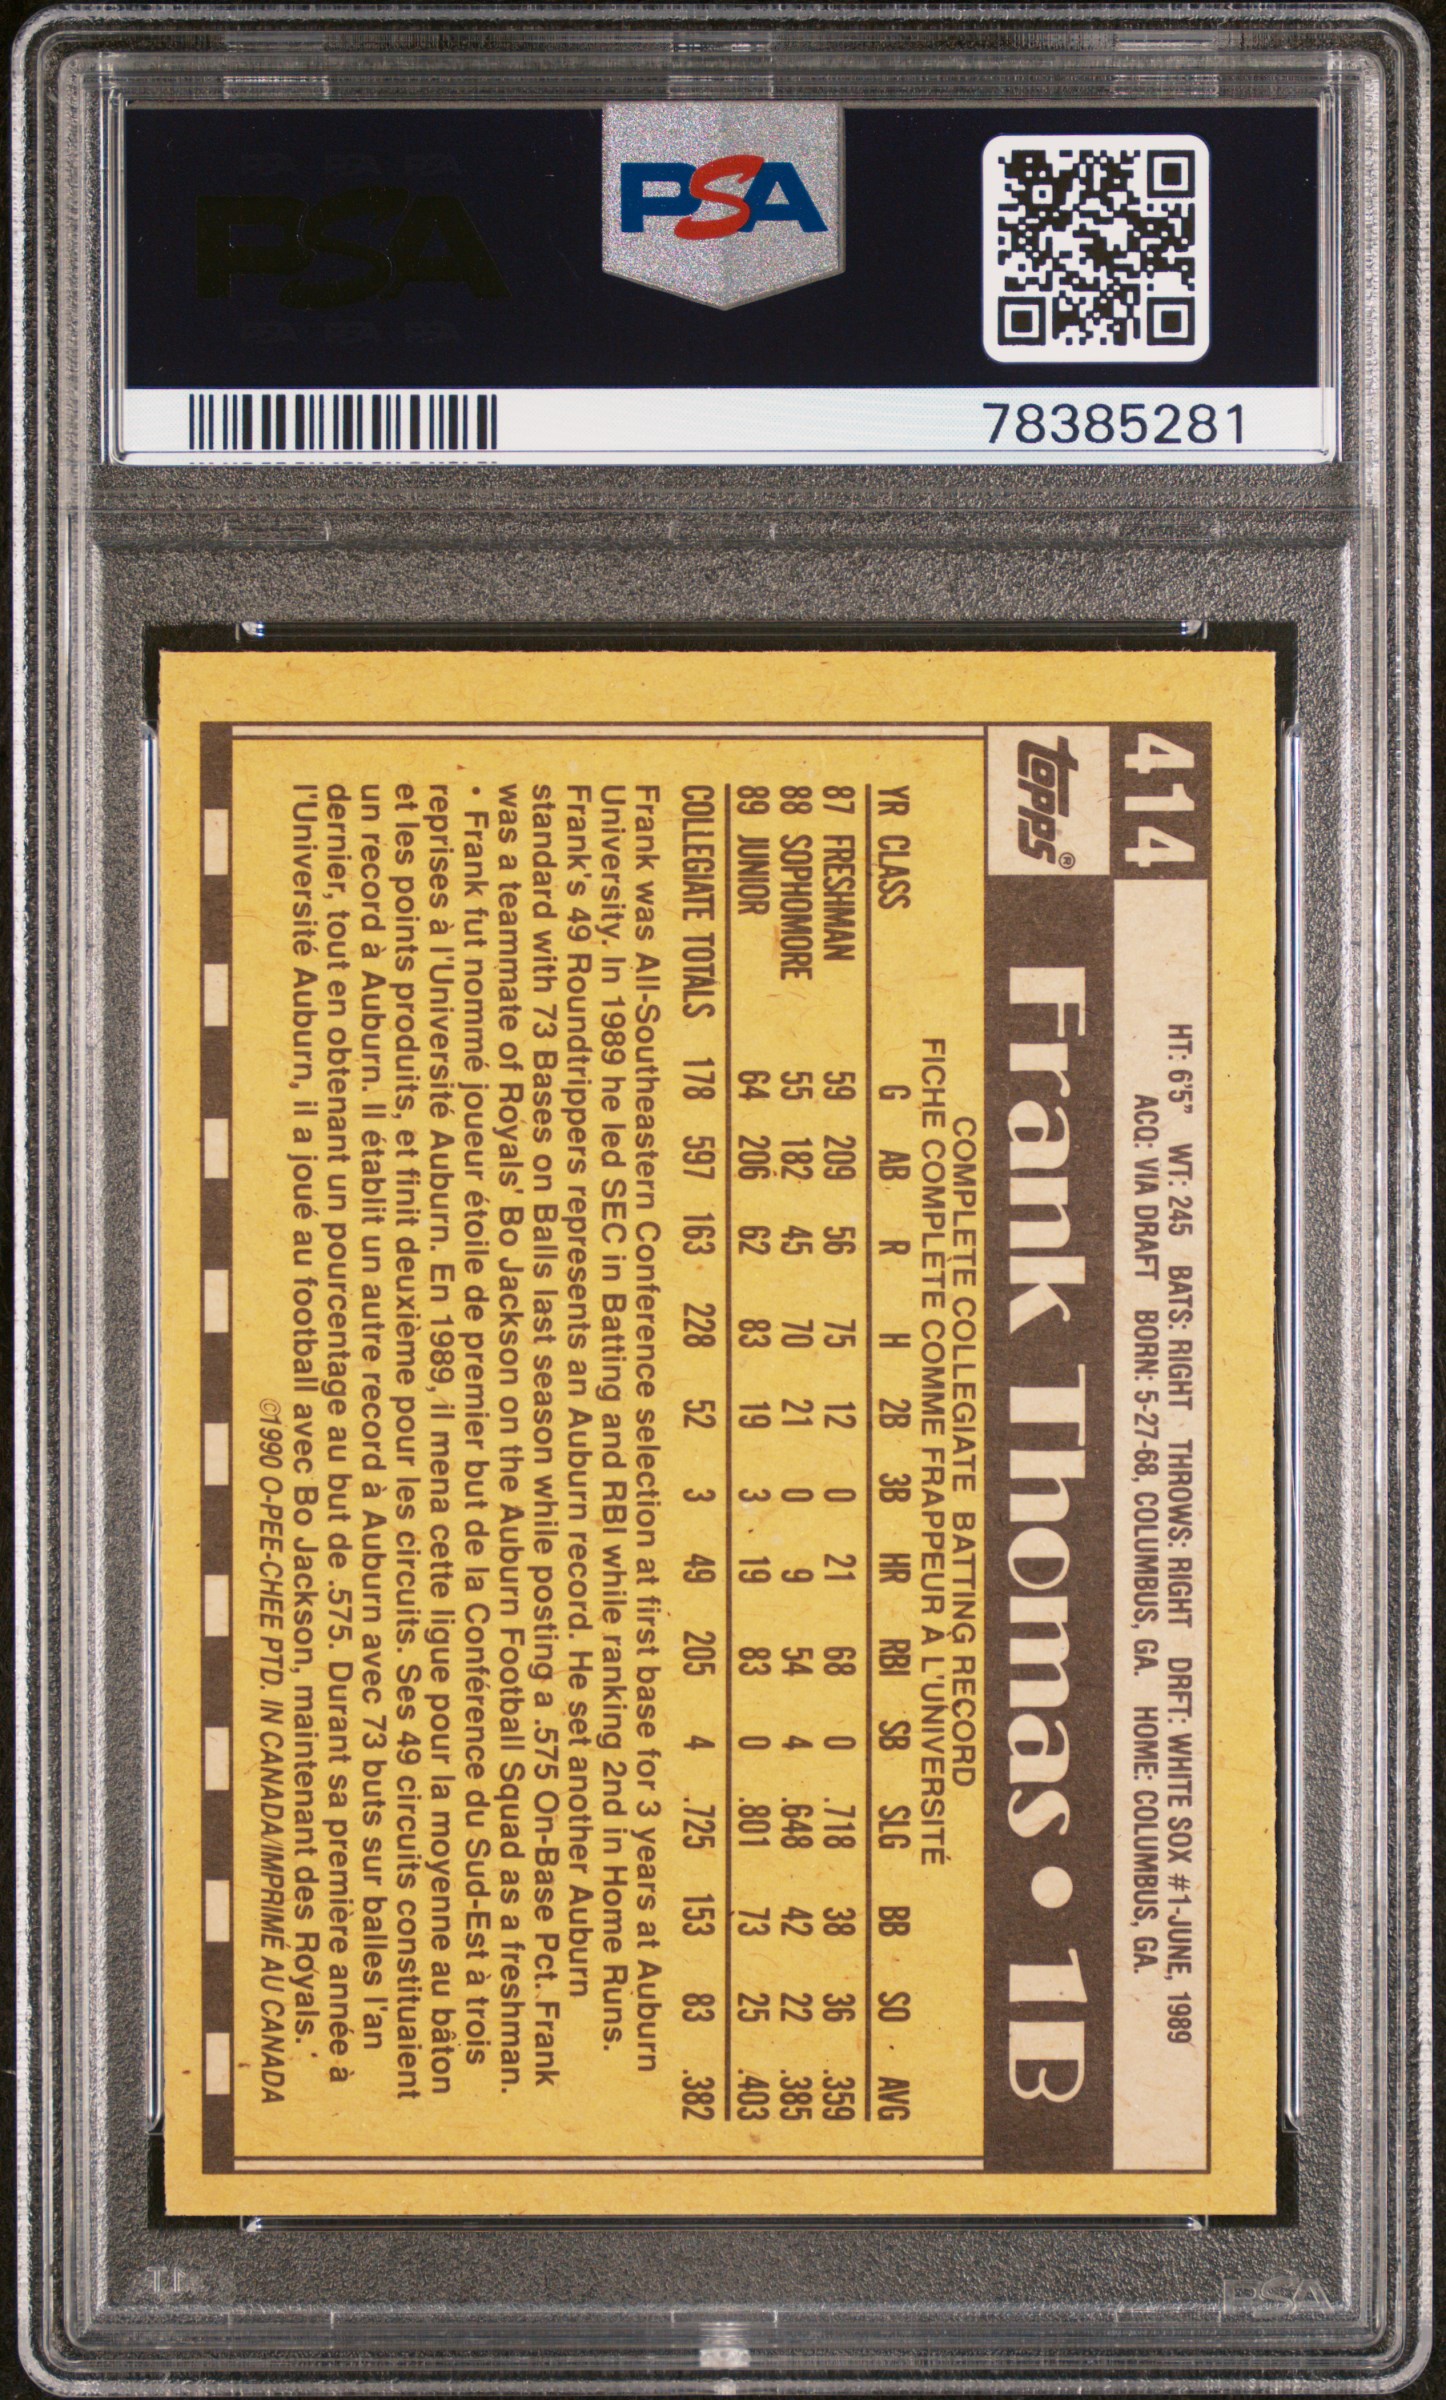 PSA
PSA
78385281
414
HT: 6'5" WT: 245 BATS: RIGHT THROWS: RIGHT DRFT: WHITE SOX #1-JUNE, 1989
ACQ: VIA DRAFT BORN: 5-27-68, COLUMBUS, GA. HOME: COLUMBUS, GA.
topps®
Frank Thomas • 1B
COMPLETE COLLEGIATE BATTING RECORD
FICHE COMPLÈTE COMME FRAPPEUR À L'UNIVERSITÉ
YR CLASS G AB R H 2B 3B HR RBI SB SLG BB SO AVG
87 FRESHMAN 59 209 56 75 12 0 21 68 0 .718 38 36 .359
88 SOPHOMORE 55 182 45 70 21 0 9 54 4 .648 42 22 .385
89 JUNIOR 64 206 62 83 19 3 19 83 0 .801 73 25 .403
COLLEGIATE TOTALS 178 597 163 228 52 3 49 205 4 .725 153 83 .382
Frank was All-Southeastern Conference selection at first base for 3 years at Auburn
University. In 1989 he led SEC in Batting and RBI while ranking 2nd in Home Runs.
Frank's 49 Roundtrippers represents an Auburn record. He set another Auburn
standard with 73 Bases on Balls last season while posting a .575 On-Base Pct. Frank
was a teammate of Royals' Bo Jackson on the Auburn Football Squad as a freshman.
• Frank fut nommé joueur étoile de premier but de la Conférence du Sud-Est à trois
reprises à l'Université Auburn. En 1989, il mena cette ligue pour la moyenne au bâton
et les points produits, et finit deuxième pour les circuits. Ses 49 circuits constituaient
un record à Auburn. Il établit un autre record à Auburn avec 73 buts sur balles l'an
dernier, tout en obtenant un pourcentage au but de .575. Durant sa première année à
l'Université Auburn, il a joué au football avec Bo Jackson, maintenant des Royals.
©1990 O-PEE-CHEE PTD. IN CANADA/IMPRIMÉ AU CANADA
PSA